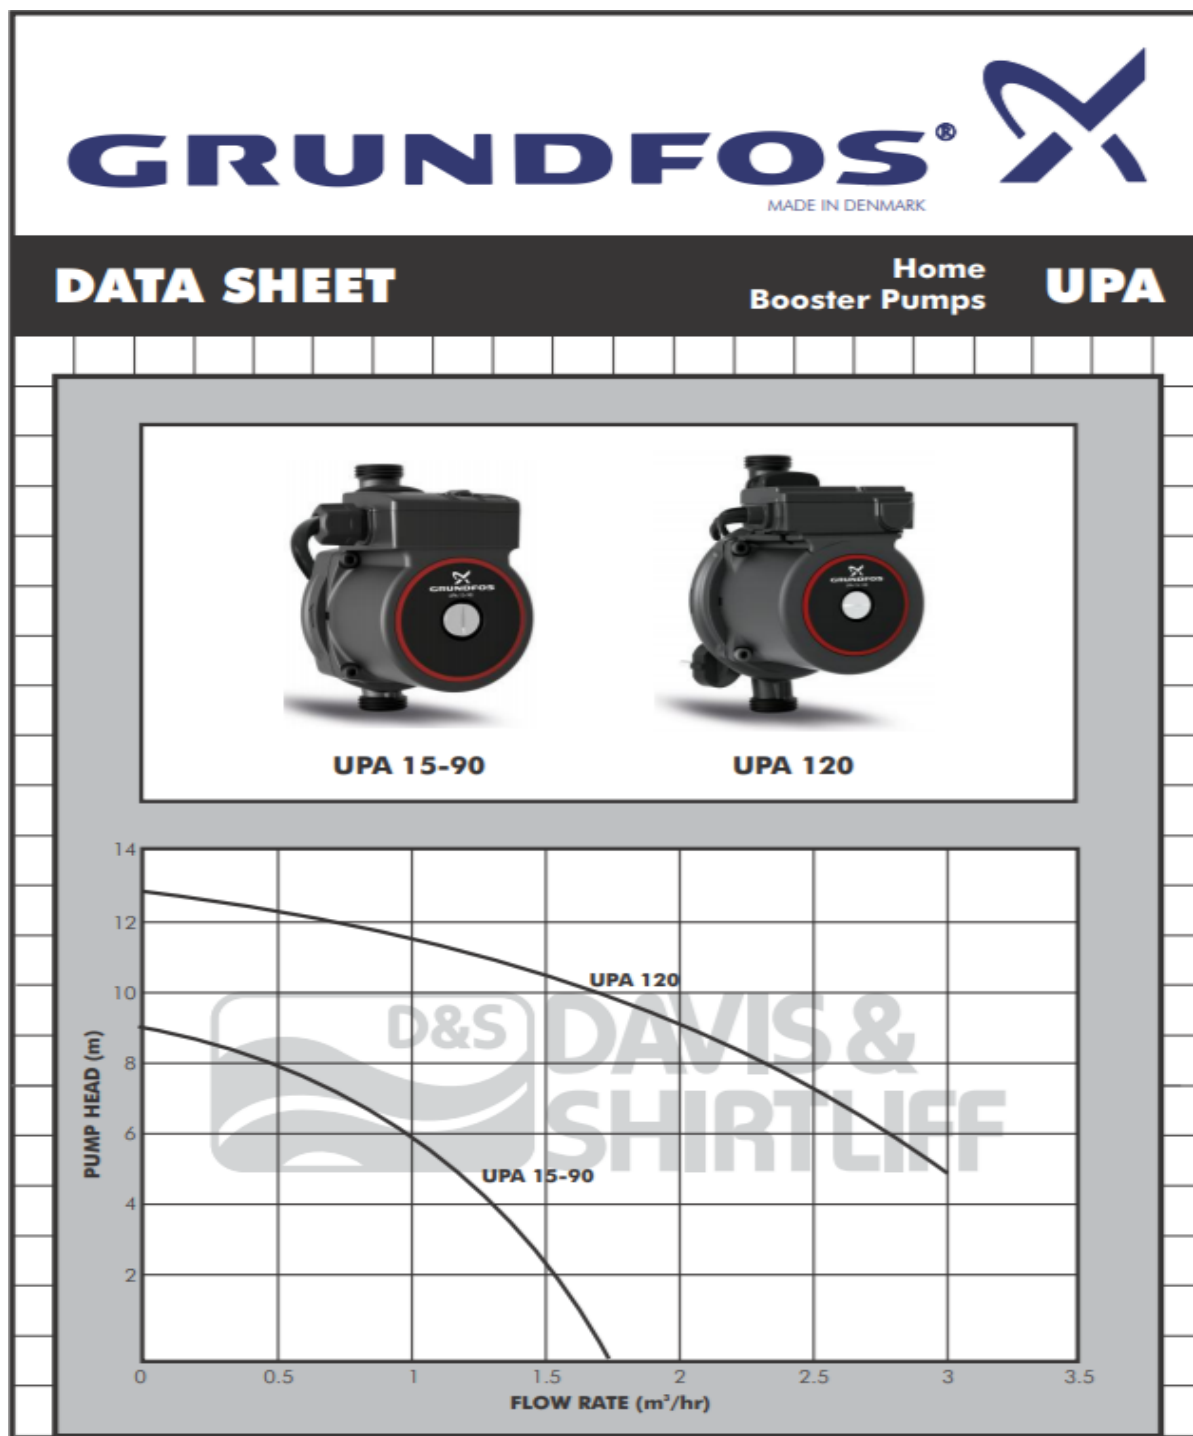 GRUNDFOS®
MADE IN DENMARK
DATA SHEET
Home
Booster Pumps
UPA
GRUNDFOS
GRUNDFOS
UPA 15-90
UPA 120
14
12
10
8
6
4
2
PUMP HEAD (m)
UPA 120
UPA 15-90
D&S
DAVIS &
SHIRTLIFF
0 0.5 1 1.5 2 2.5 3 3.5
FLOW RATE (m³/hr)